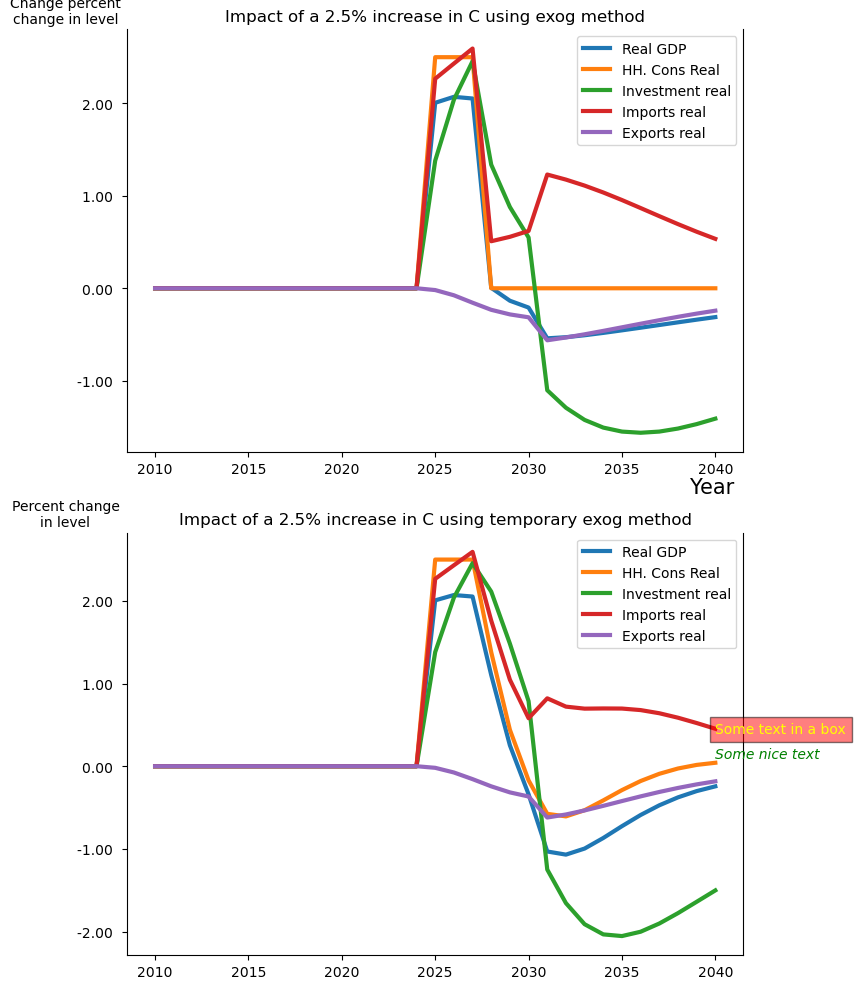 Change percent
change in level
Impact of a 2.5% increase in C using exog method
Real GDP
HH. Cons Real
Investment real
Imports real
Exports real
2.00
1.00
0.00
-1.00
2010 2015 2020 2025 2030 2035 2040
Year
Percent change
in level
Impact of a 2.5% increase in C using temporary exog method
Real GDP
HH. Cons Real
Investment real
Imports real
Exports real
2.00
1.00
Some text in a box
Some nice text
0.00
-1.00
-2.00
2010 2015 2020 2025 2030 2035 2040